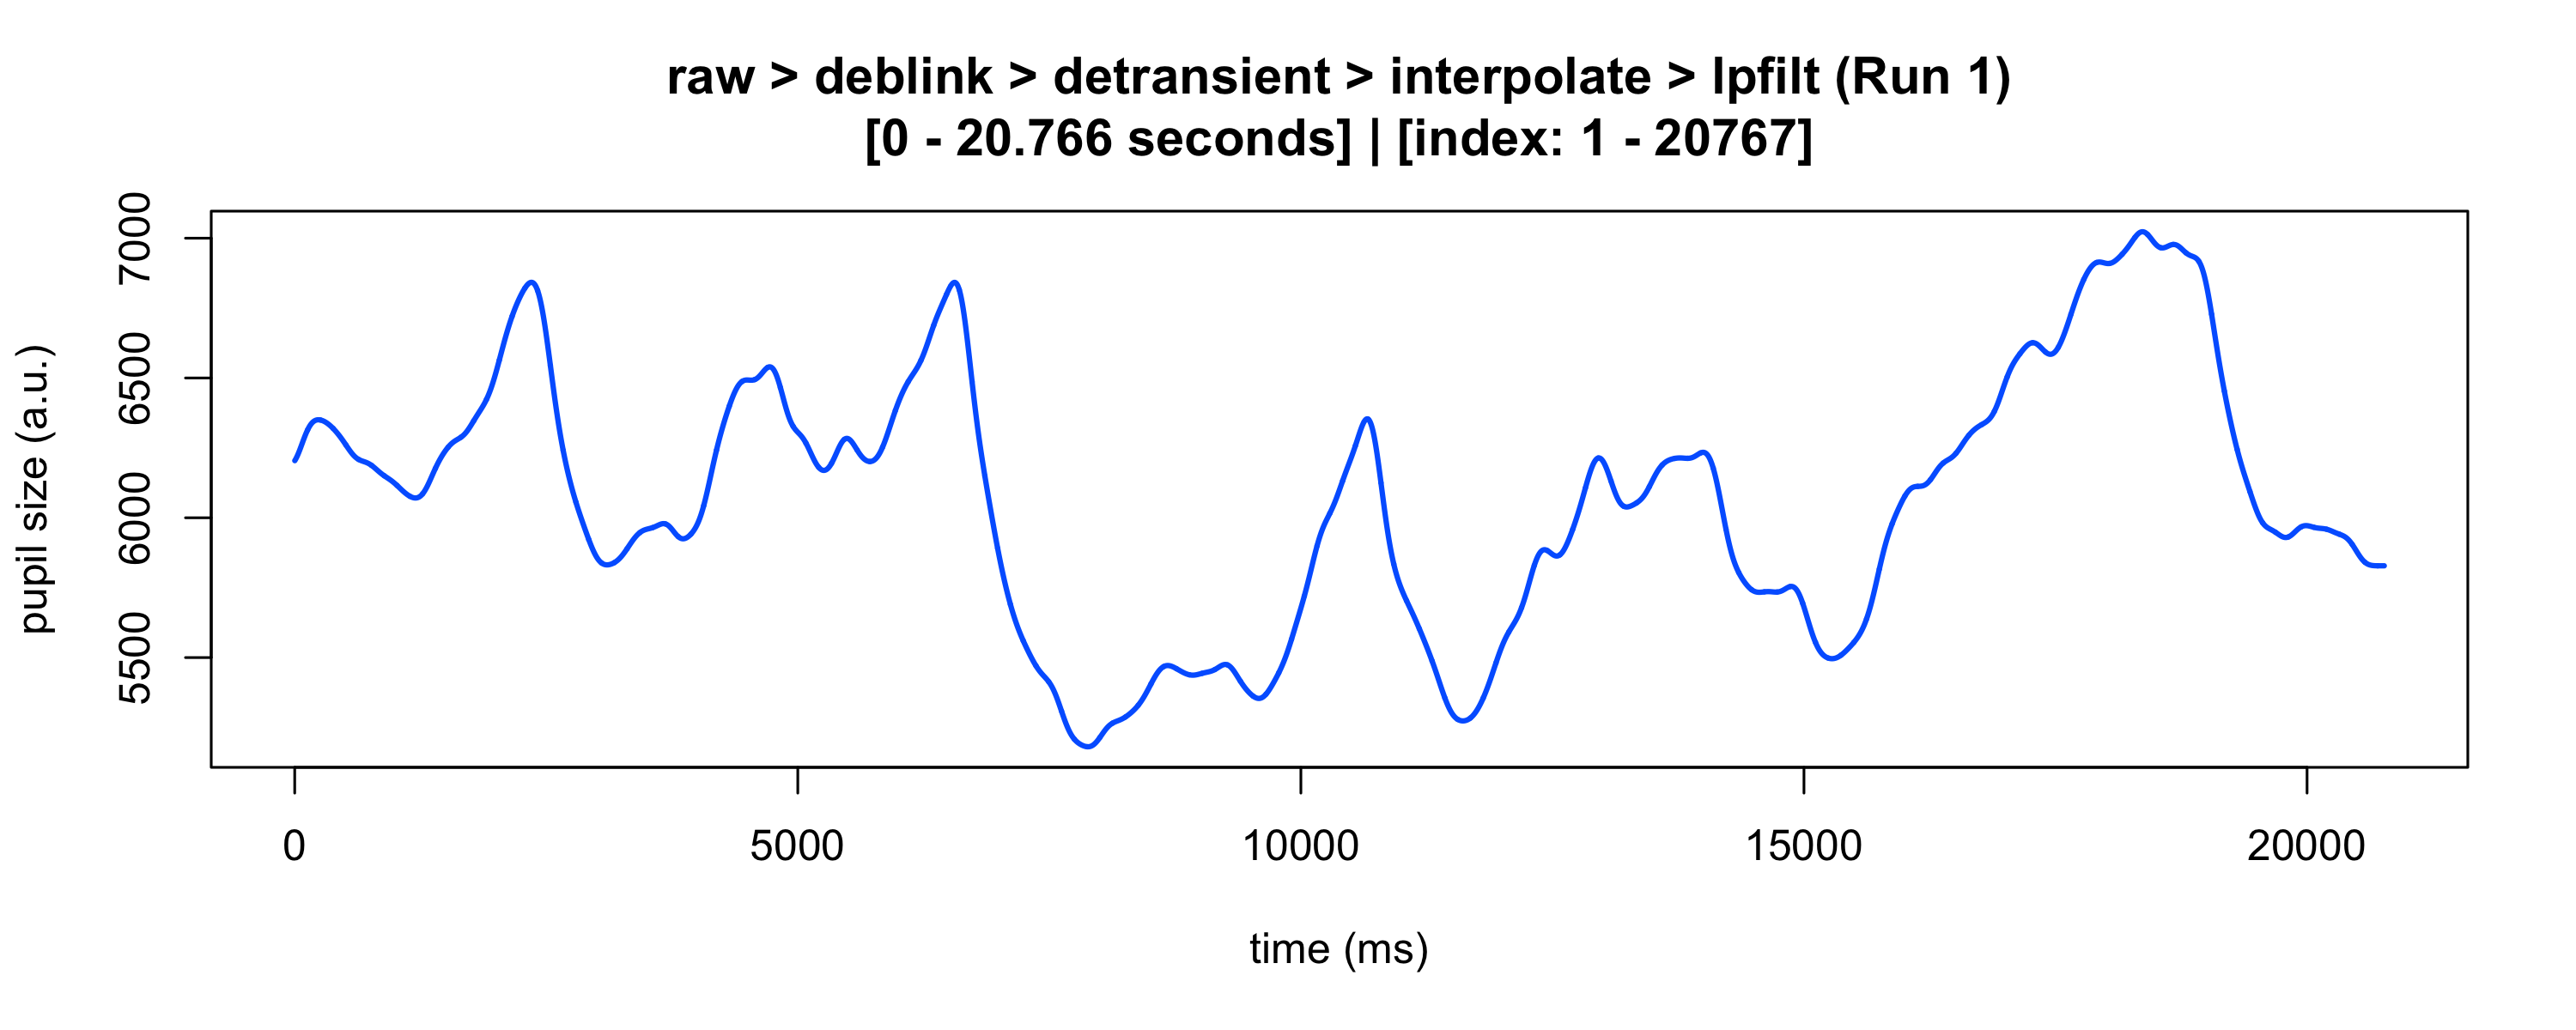 raw > deblink > detransient > interpolate > lpfilt (Run 1)
[0 - 20.766 seconds] | [index: 1 - 20767]
pupil size (a.u.)
7000
6500
6000
5500
0 5000 10000 15000 20000
time (ms)